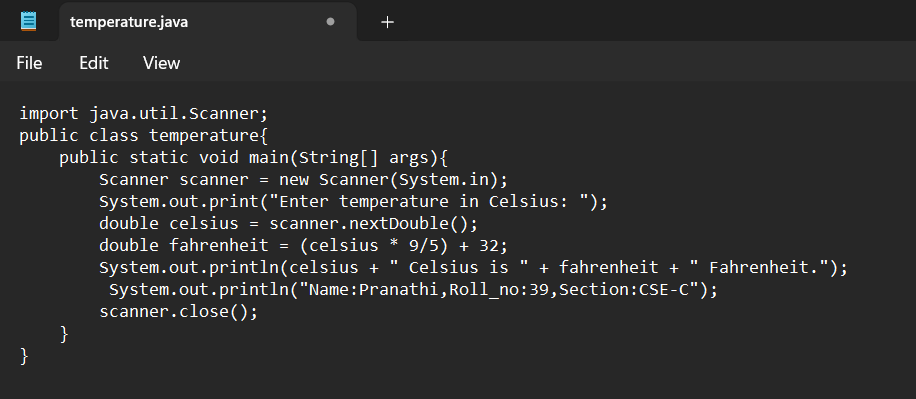 temperature.java
File Edit View
import java.util.Scanner;
public class temperature{
    public static void main(String[] args){
        Scanner scanner = new Scanner(System.in);
        System.out.print("Enter temperature in Celsius: ");
        double celsius = scanner.nextDouble();
        double fahrenheit = (celsius * 9/5) + 32;
        System.out.println(celsius + " Celsius is " + fahrenheit + " Fahrenheit.");
         System.out.println("Name:Pranathi,Roll_no:39,Section:CSE-C");
        scanner.close();
    }
}